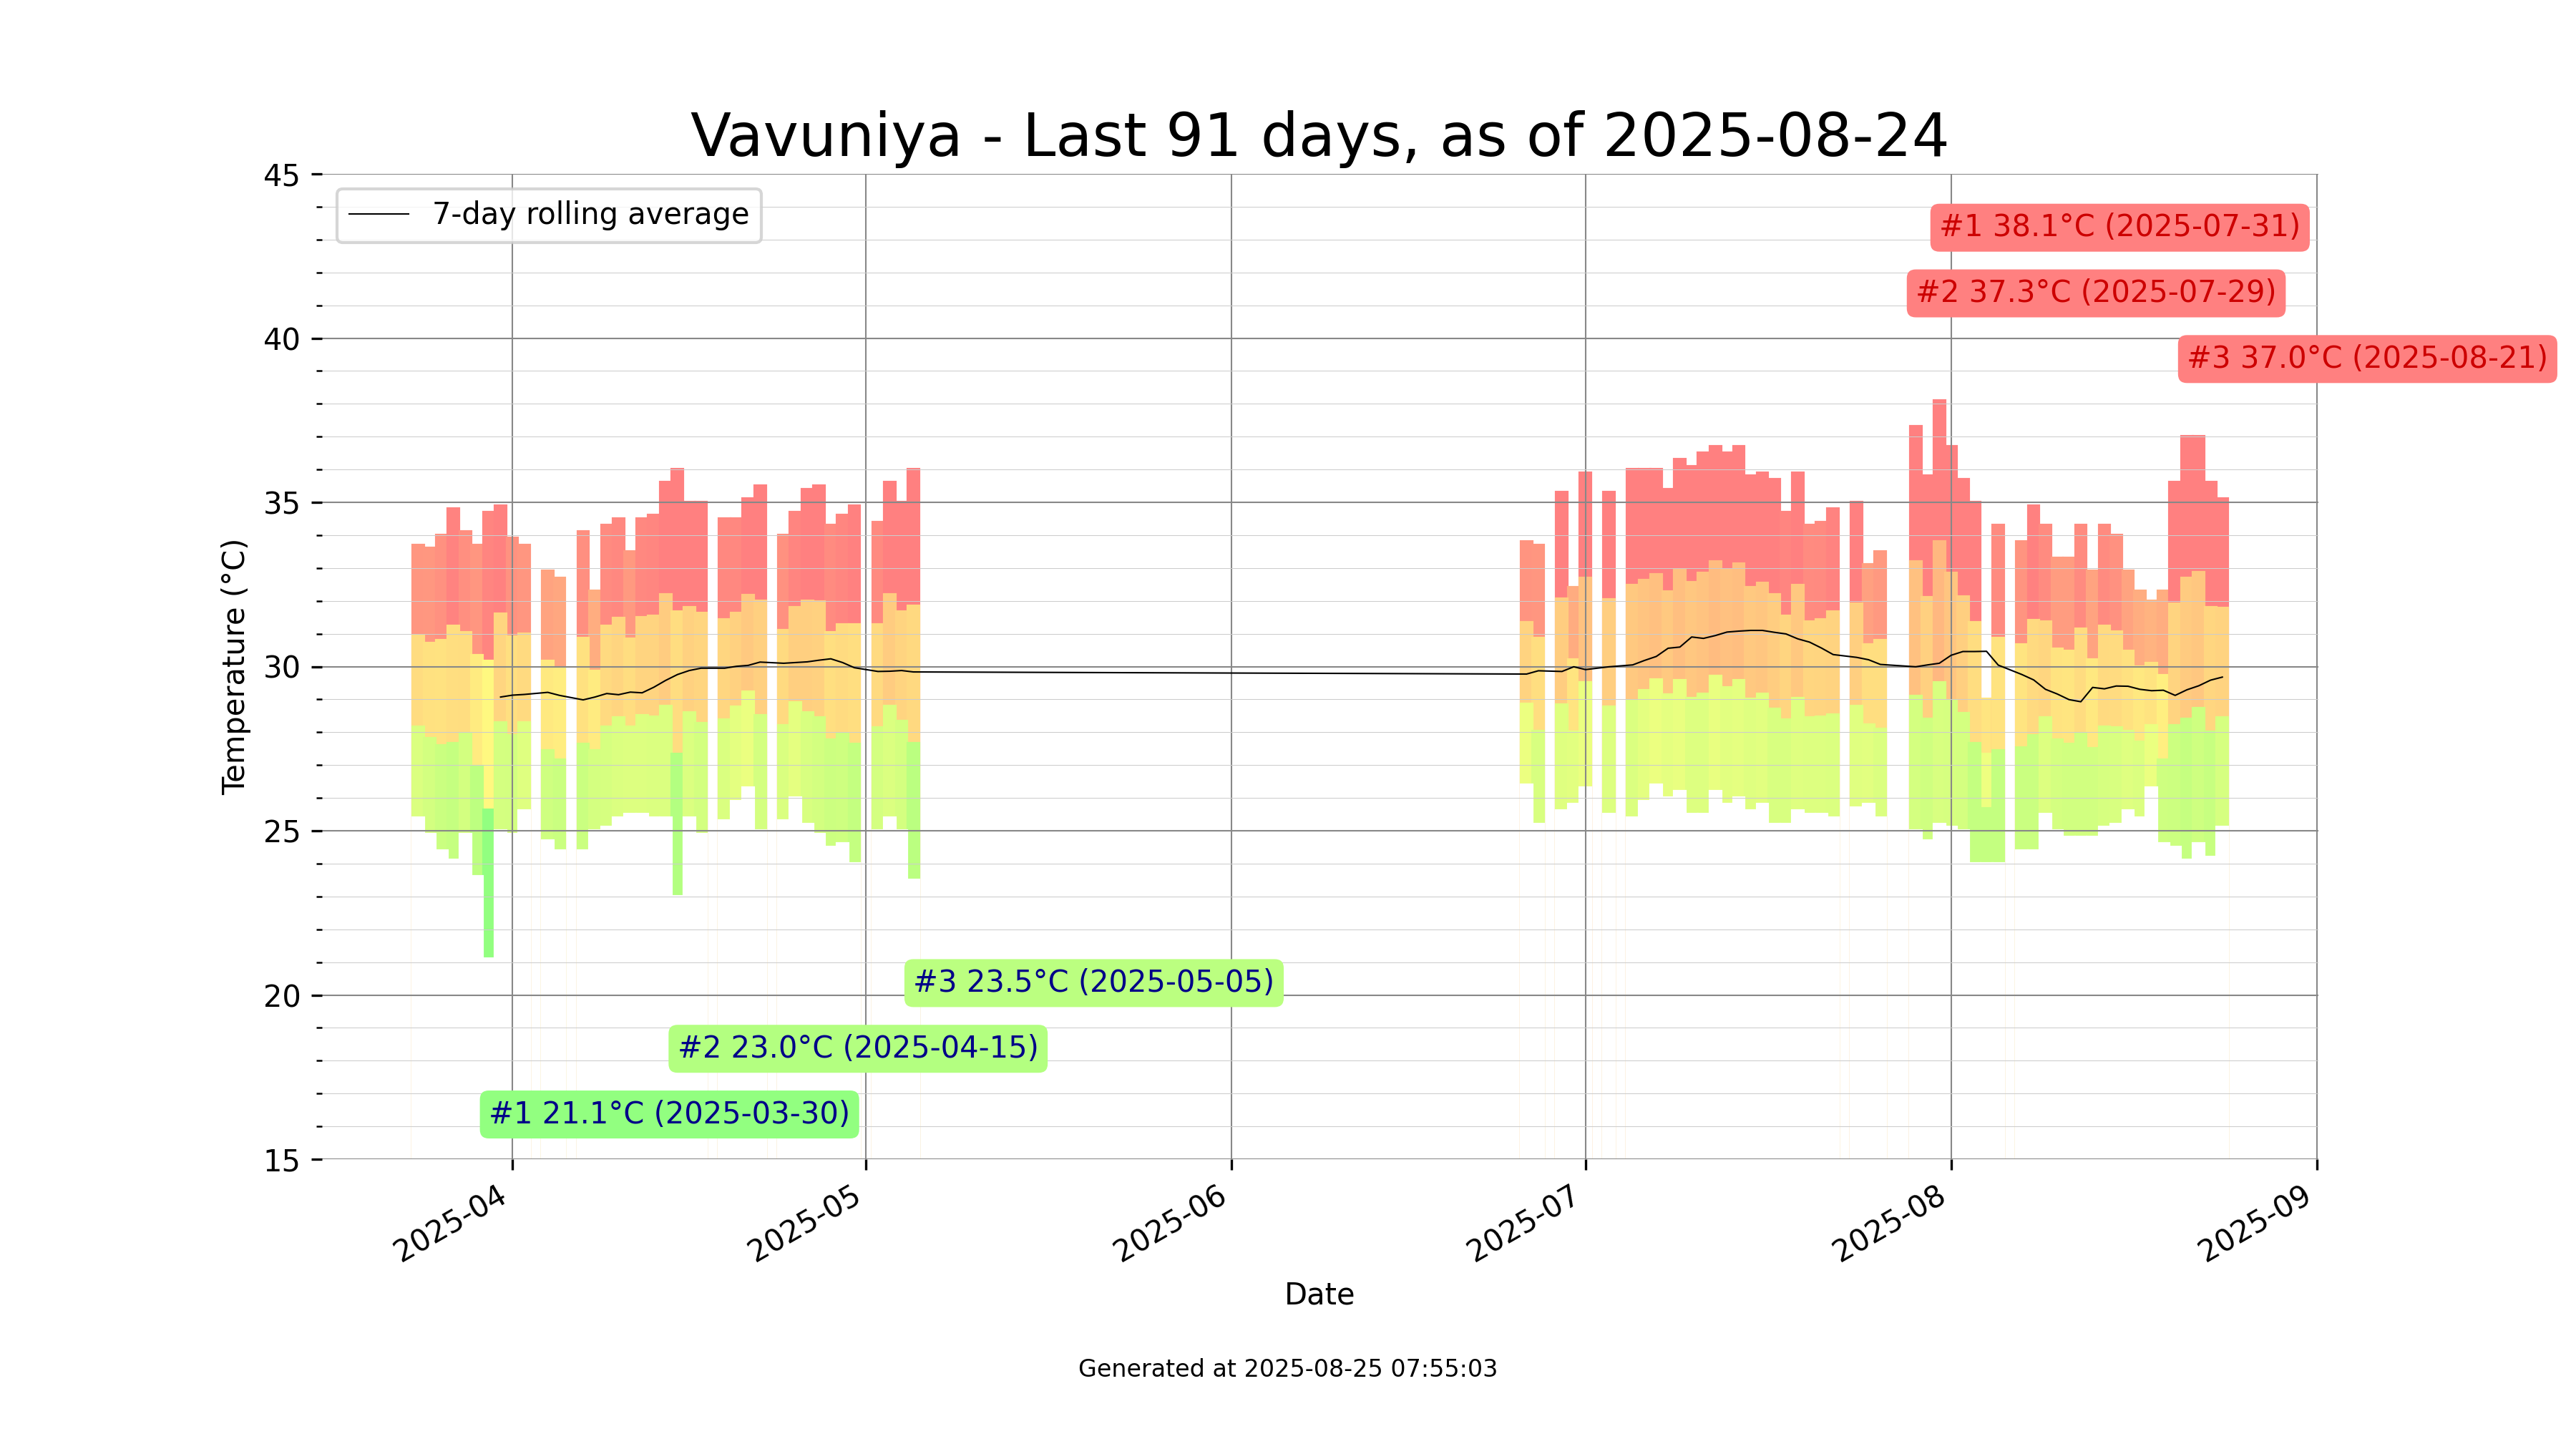 Vavuniya - Last 91 days, as of 2025-08-24
45
7-day rolling average
#1 38.1°C (2025-07-31)
#2 37.3°C (2025-07-29)
40
#3 37.0°C (2025-08-21)
35
Temperature (°C)
30
25
20
#3 23.5°C (2025-05-05)
#2 23.0°C (2025-04-15)
#1 21.1°C (2025-03-30)
15
2025-04
2025-05
2025-06
2025-07
2025-08
2025-09
Date
Generated at 2025-08-25 07:55:03